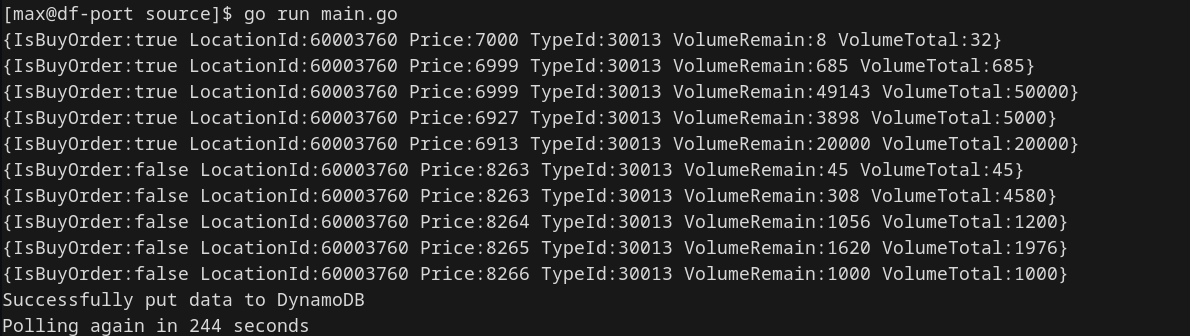 [max@df-port source]$ go run main.go
{IsBuyOrder:true LocationId:60003760 Price:7000 TypeId:30013 VolumeRemain:8 VolumeTotal:32}
{IsBuyOrder:true LocationId:60003760 Price:6999 TypeId:30013 VolumeRemain:685 VolumeTotal:685}
{IsBuyOrder:true LocationId:60003760 Price:6999 TypeId:30013 VolumeRemain:49143 VolumeTotal:50000}
{IsBuyOrder:true LocationId:60003760 Price:6927 TypeId:30013 VolumeRemain:3898 VolumeTotal:5000}
{IsBuyOrder:true LocationId:60003760 Price:6913 TypeId:30013 VolumeRemain:20000 VolumeTotal:20000}
{IsBuyOrder:false LocationId:60003760 Price:8263 TypeId:30013 VolumeRemain:45 VolumeTotal:45}
{IsBuyOrder:false LocationId:60003760 Price:8263 TypeId:30013 VolumeRemain:308 VolumeTotal:4580}
{IsBuyOrder:false LocationId:60003760 Price:8264 TypeId:30013 VolumeRemain:1056 VolumeTotal:1200}
{IsBuyOrder:false LocationId:60003760 Price:8265 TypeId:30013 VolumeRemain:1620 VolumeTotal:1976}
{IsBuyOrder:false LocationId:60003760 Price:8266 TypeId:30013 VolumeRemain:1000 VolumeTotal:1000}
Successfully put data to DynamoDB
Polling again in 244 seconds